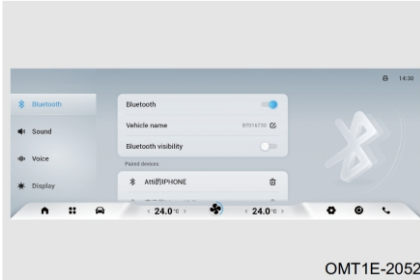 14:30
Bluetooth
Sound
Voice
Display
Bluetooth
Vehicle name
Bluetooth visibility
Paired devices
Atti的IPHONE
24.0 °C
24.0 °C
OMT1E-2052